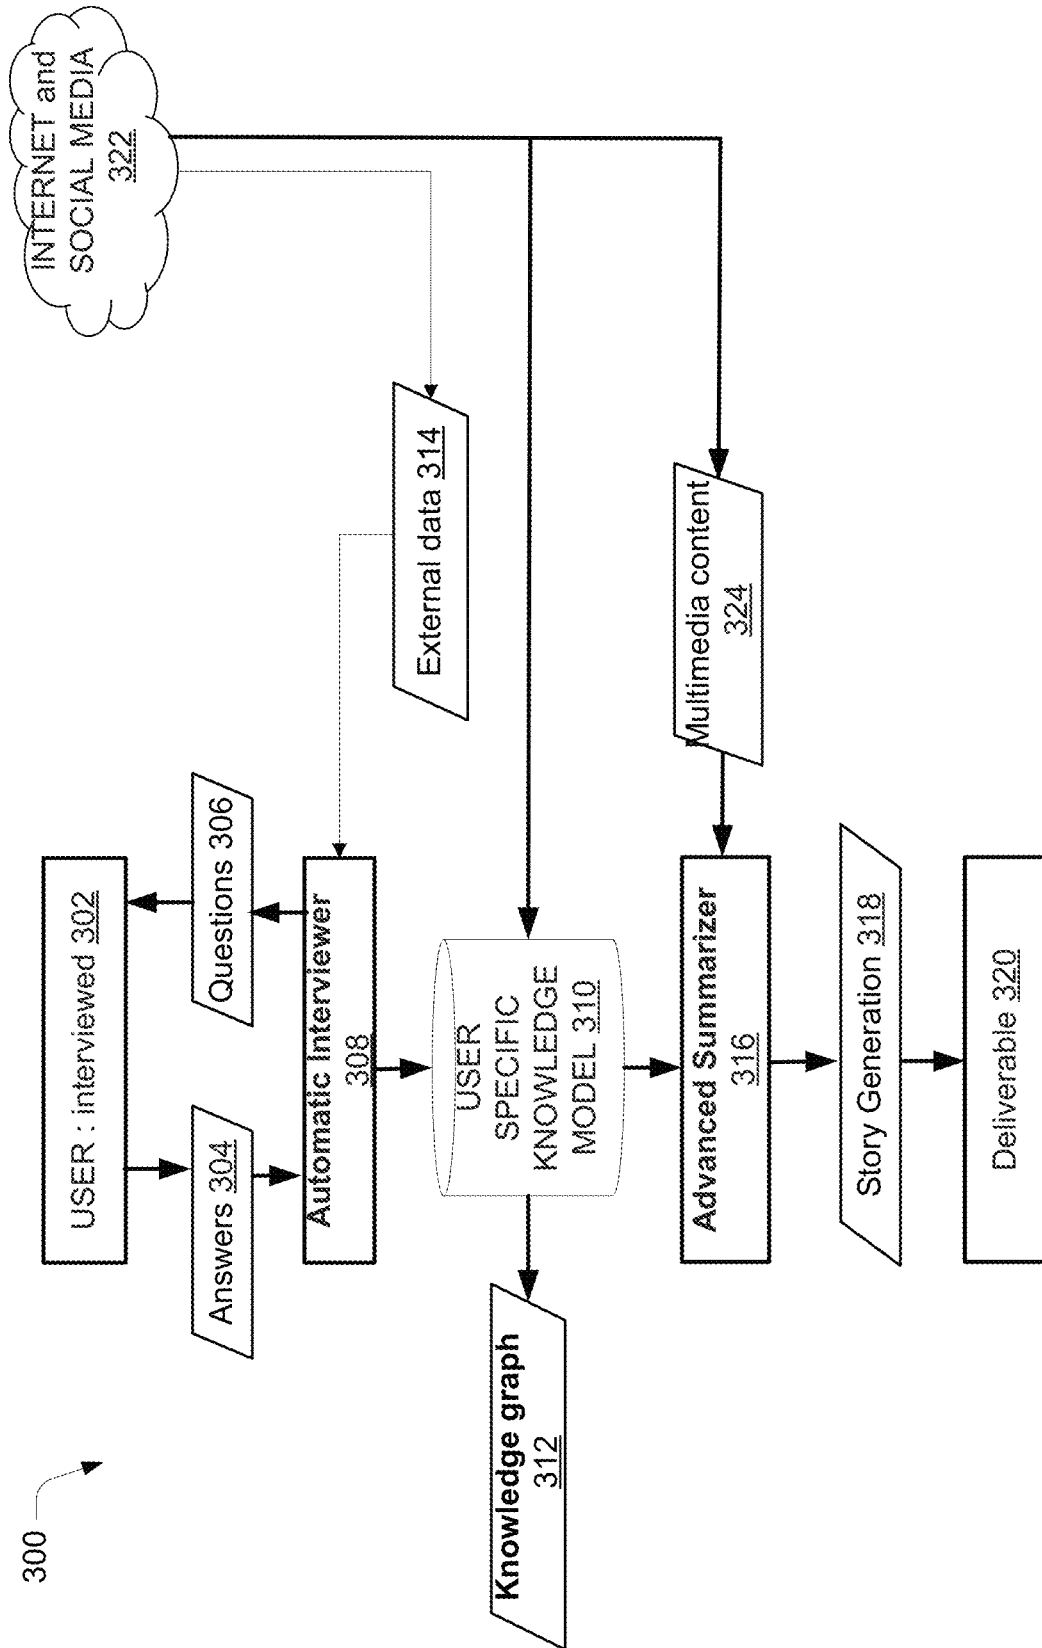 300
INTERNET and
SOCIAL MEDIA
322
USER : interviewed 302
Answers 304
Questions 306
Automatic Interviewer
308
External data 314
USER
SPECIFIC
KNOWLEDGE
MODEL 310
Knowledge graph
312
Multimedia content
324
Advanced Summarizer
316
Story Generation 318
Deliverable 320